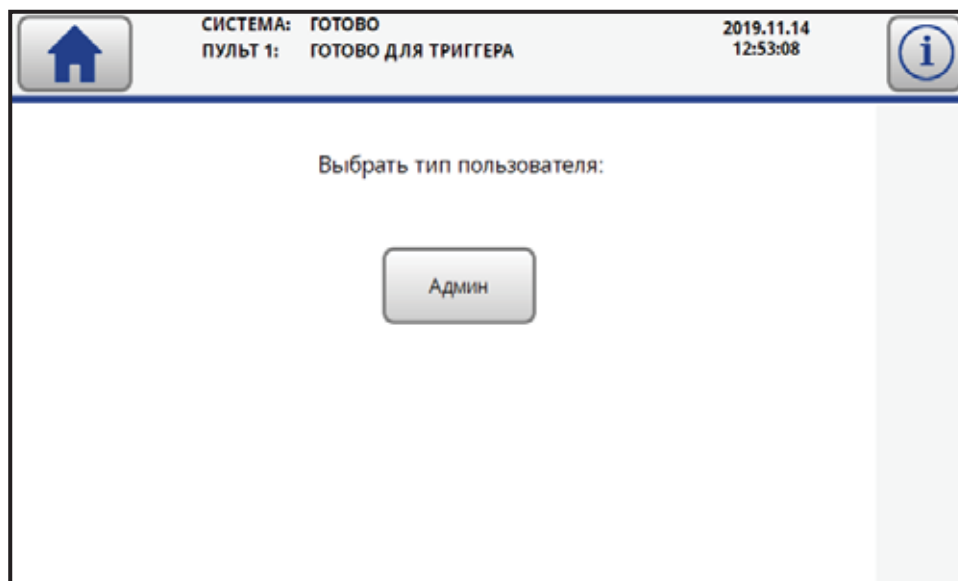 СИСТЕМА: ГОТОВО
ПУЛЬТ 1: ГОТОВО ДЛЯ ТРИГГЕРА
2019.11.14
12:53:08
i
Выбрать тип пользователя:
Админ